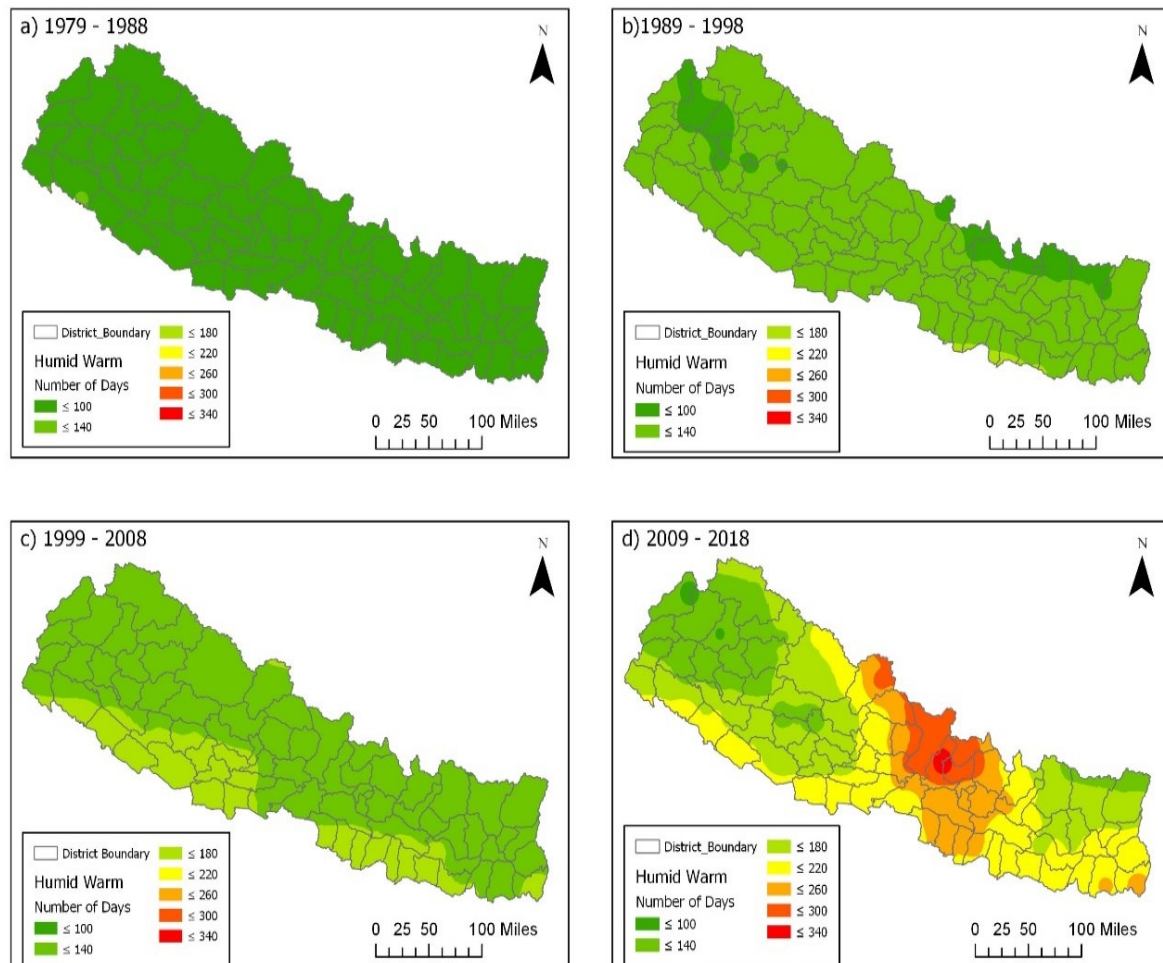 a) 1979 - 1988
N
District_Boundary
Humid Warm
Number of Days
≤ 100
≤ 140
≤ 180
≤ 220
≤ 260
≤ 300
≤ 340
0 25 50 100 Miles
b)1989 - 1998
N
District_Boundary
Humid Warm
Number of Days
≤ 100
≤ 140
≤ 180
≤ 220
≤ 260
≤ 300
≤ 340
0 25 50 100 Miles
c) 1999 - 2008
N
District_Boundary
Humid Warm
Number of Days
≤ 100
≤ 140
≤ 180
≤ 220
≤ 260
≤ 300
≤ 340
0 25 50 100 Miles
d) 2009 - 2018
N
District_Boundary
Humid Warm
Number of Days
≤ 100
≤ 140
≤ 180
≤ 220
≤ 260
≤ 300
≤ 340
0 25 50 100 Miles